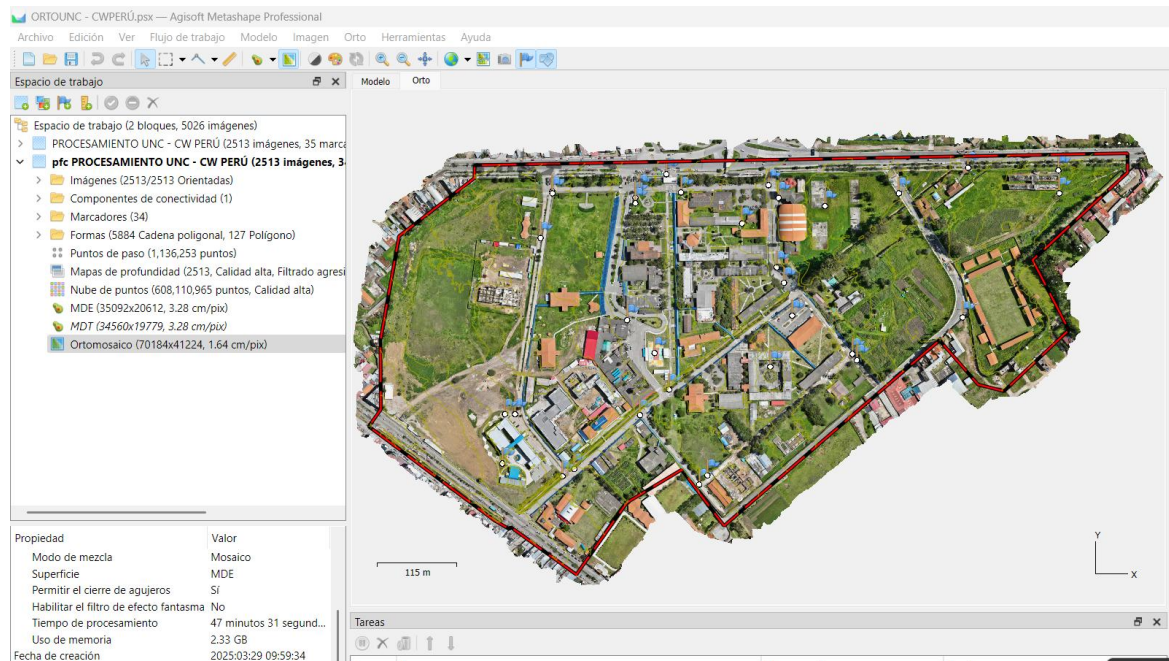 ORTOUNC - CWPERÚ.psx — Agisoft Metashape Professional
Archivo Edición Ver Flujo de trabajo Modelo Imagen Orto Herramientas Ayuda
Espacio de trabajo
Modelo Orto
Espacio de trabajo (2 bloques, 5026 imágenes)
PROCESAMIENTO UNC - CW PERÚ (2513 imágenes, 35 marca
pfc PROCESAMIENTO UNC - CW PERÚ (2513 imágenes, 3
Imágenes (2513/2513 Orientadas)
Componentes de conectividad (1)
Marcadores (34)
Formas (5884 Cadena poligonal, 127 Polígono)
Puntos de paso (1,136,253 puntos)
Mapas de profundidad (2513, Calidad alta, Filtrado agresi
Nube de puntos (608,110,965 puntos, Calidad alta)
MDE (35092x20612, 3.28 cm/pix)
MDT (34560x19779, 3.28 cm/pix)
Ortomosaico (70184x41224, 1.64 cm/pix)
115 m
Y
X
Propiedad Valor
Modo de mezcla Mosaico
Superficie MDE
Permitir el cierre de agujeros Sí
Habilitar el filtro de efecto fantasma No
Tiempo de procesamiento 47 minutos 31 segund...
Uso de memoria 2.33 GB
Fecha de creación 2025:03:29 09:59:34
Tareas